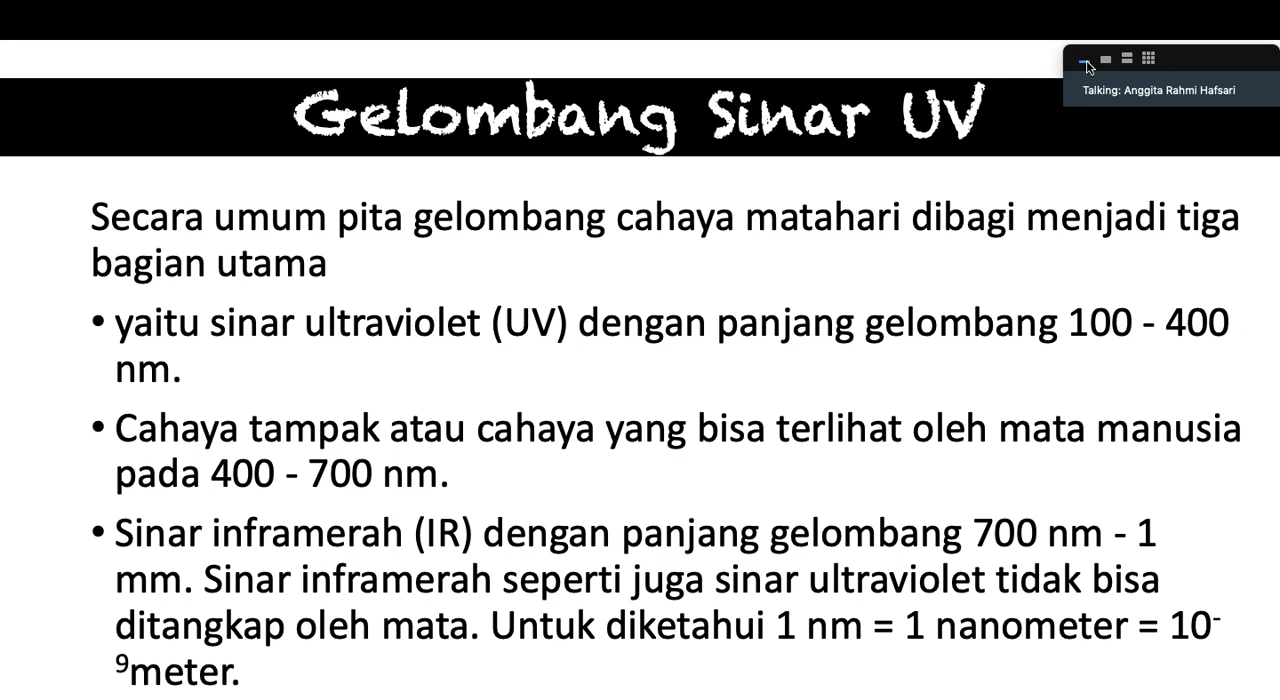 Talking: Anggita Rahmi Hafsari
Gelombang Sinar UV
Secara umum pita gelombang cahaya matahari dibagi menjadi tiga
bagian utama
• yaitu sinar ultraviolet (UV) dengan panjang gelombang 100 - 400
nm.
• Cahaya tampak atau cahaya yang bisa terlihat oleh mata manusia
pada 400 - 700 nm.
• Sinar inframerah (IR) dengan panjang gelombang 700 nm - 1
mm. Sinar inframerah seperti juga sinar ultraviolet tidak bisa
ditangkap oleh mata. Untuk diketahui 1 nm = 1 nanometer = 10⁻
⁹meter.